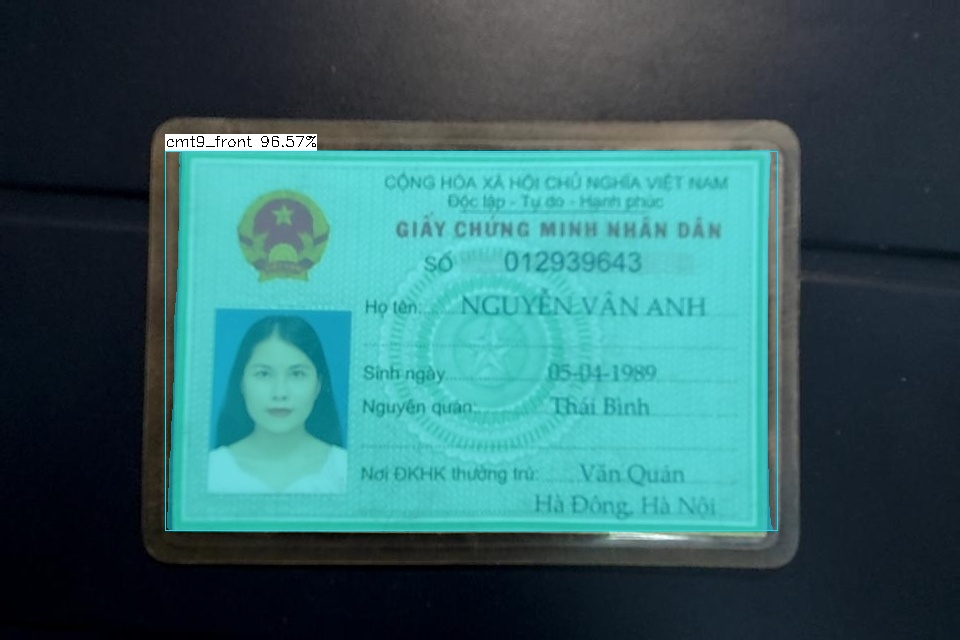 cmt9_front 96.57%
CỘNG HÒA XÃ HỘI CHỦ NGHĨA VIỆT NAM
Độc lập - Tự do - Hạnh phúc
GIẤY CHỨNG MINH NHÂN DÂN
SỐ 012939643
Họ tên: NGUYỄN VÂN ANH
Sinh ngày 05-04-1989
Nguyên quán: Thái Bình
Nơi ĐKHK thường trú: Văn Quán
Hà Đông, Hà Nội